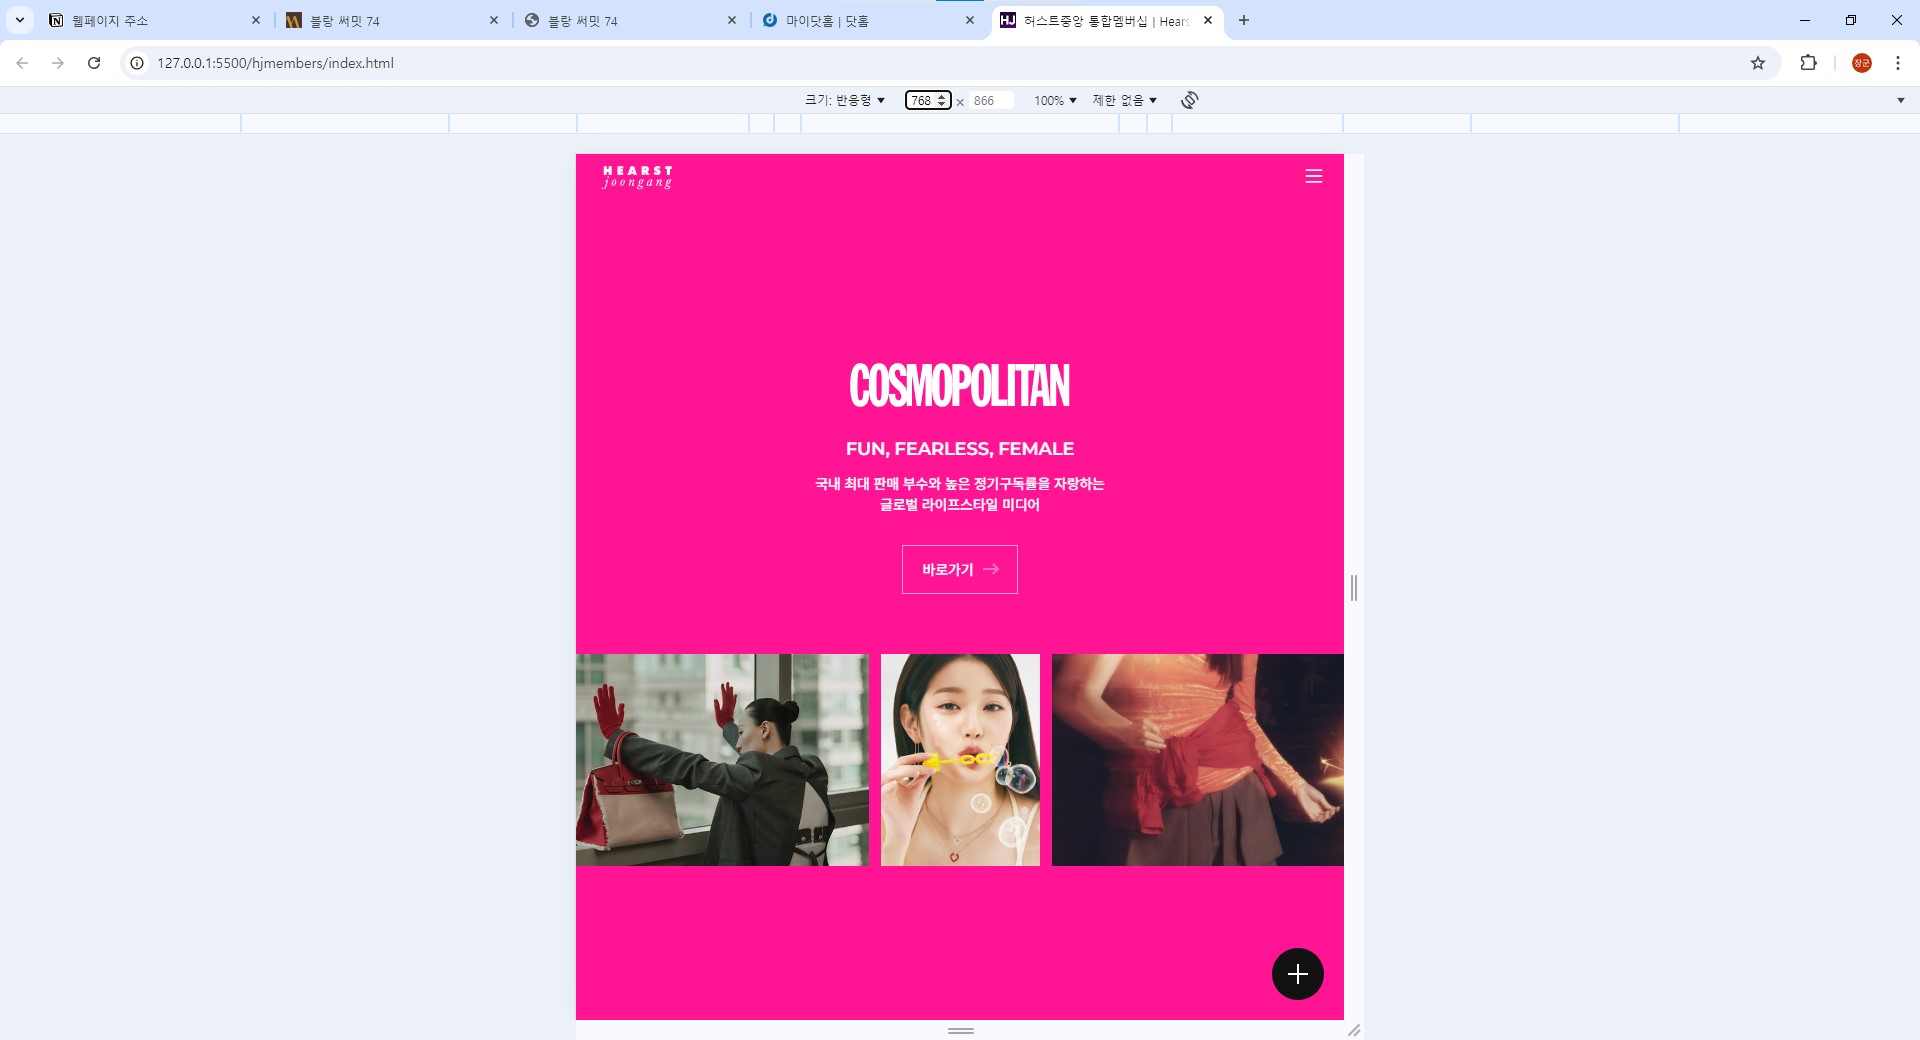 웹페이지 주소
블랑 써밋 74
블랑 써밋 74
마이닷홈 | 닷홈
허스트중앙 통합멤버십 | Hears
127.0.0.1:5500/hjmembers/index.html
장군
크기: 반응형 768 × 866 100% 제한 없음
HEARST
joongang
COSMOPOLITAN
FUN, FEARLESS, FEMALE
국내 최대 판매 부수와 높은 정기구독률을 자랑하는
글로벌 라이프스타일 미디어
바로가기